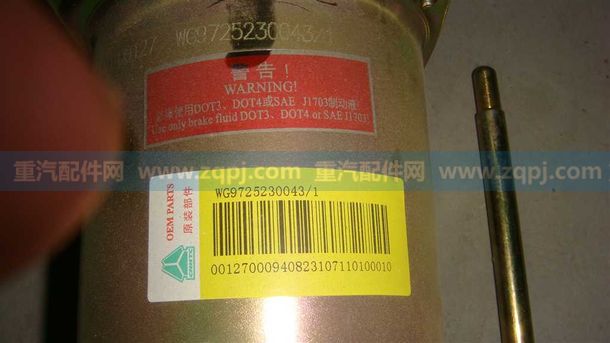 WG9725230043/
警告!
WARNING!
必须使用DOT3、DOT4或SAE J1703制动液!
Use only brake fluid DOT3、DOT4 or SAE J1703!
重汽配件网 www.zqpj.com 重汽配件网 www.zqpj.com
WG9725230043/1
OEM PARTS
原装部件
CNHTC
0012700094082310711010001​0